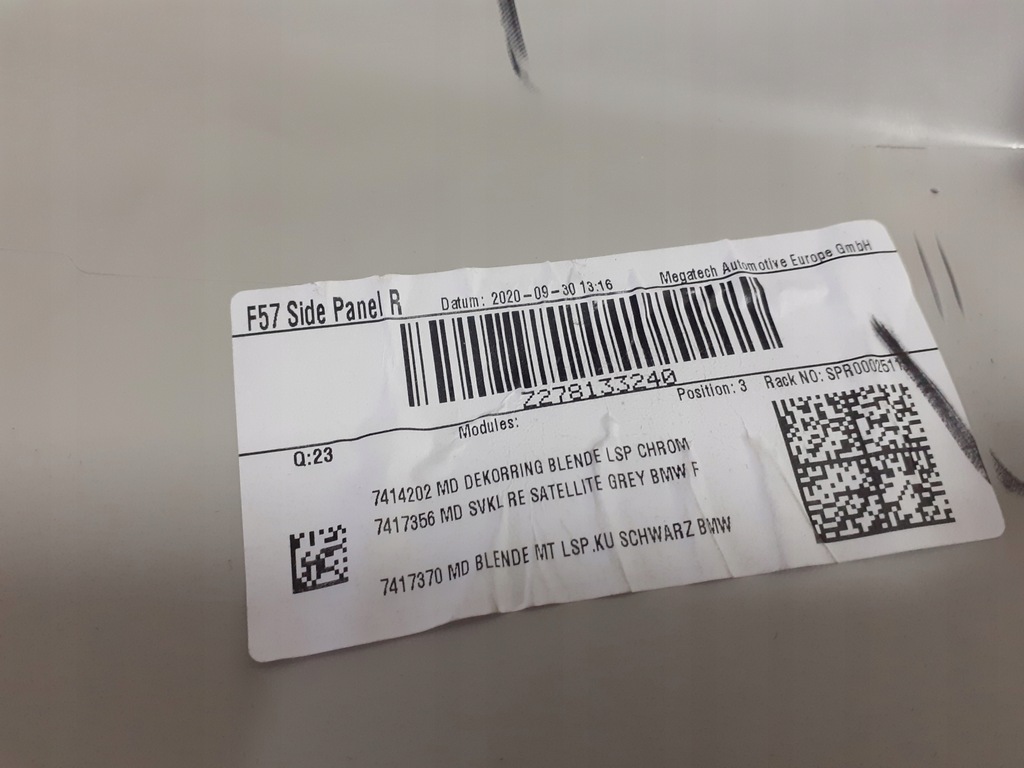 F57 Side Panel R
Datum: 2020-09-30 13:16
Megatech Automotive Europe GmbH
Z278133240
Position: 3
Rack NO:
Modules:
Q:23
7414202 MD DEKORRING BLENDE LSP CHROM
7417356 MD SVKL RE SATELLITE GREY BMW F
7417370 MD BLENDE MT LSP.KU SCHWARZ BMW